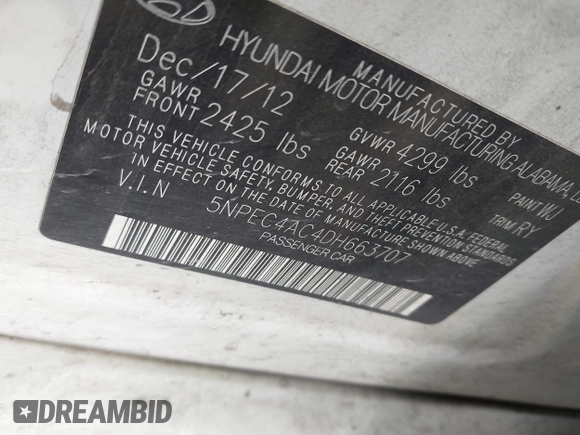 MANUFACTURED BY
HYUNDAI MOTOR MANUFACTURING ALABAMA,
Dec/17/12 GVWR 4299 lbs PAINT WJ
GAWR FRONT 2425 lbs GAWR REAR 2116 lbs TRIM RY
THIS VEHICLE CONFORMS TO ALL APPLICABLE FEDERAL
MOTOR VEHICLE SAFETY, BUMPER, AND THEFT PREVENTION STANDARDS
IN EFFECT ON THE DATE OF MANUFACTURE SHOWN ABOVE
V.I.N 5NPEC4AC4DH663707
PASSENGER CAR
DREAMBID